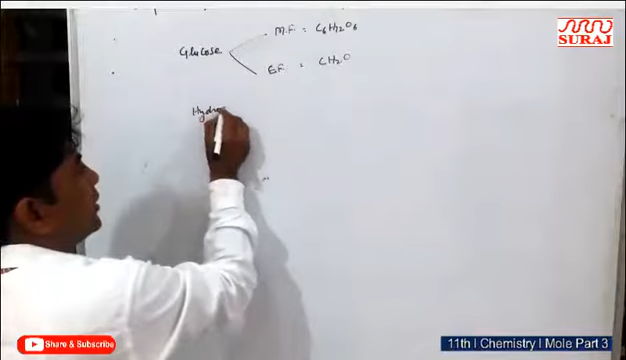 M.F = C6H12O6
SURAJ
Glucose
E.F. = CH2O
Hydro
Share & Subscribe
11th | Chemistry | Mole Part 3